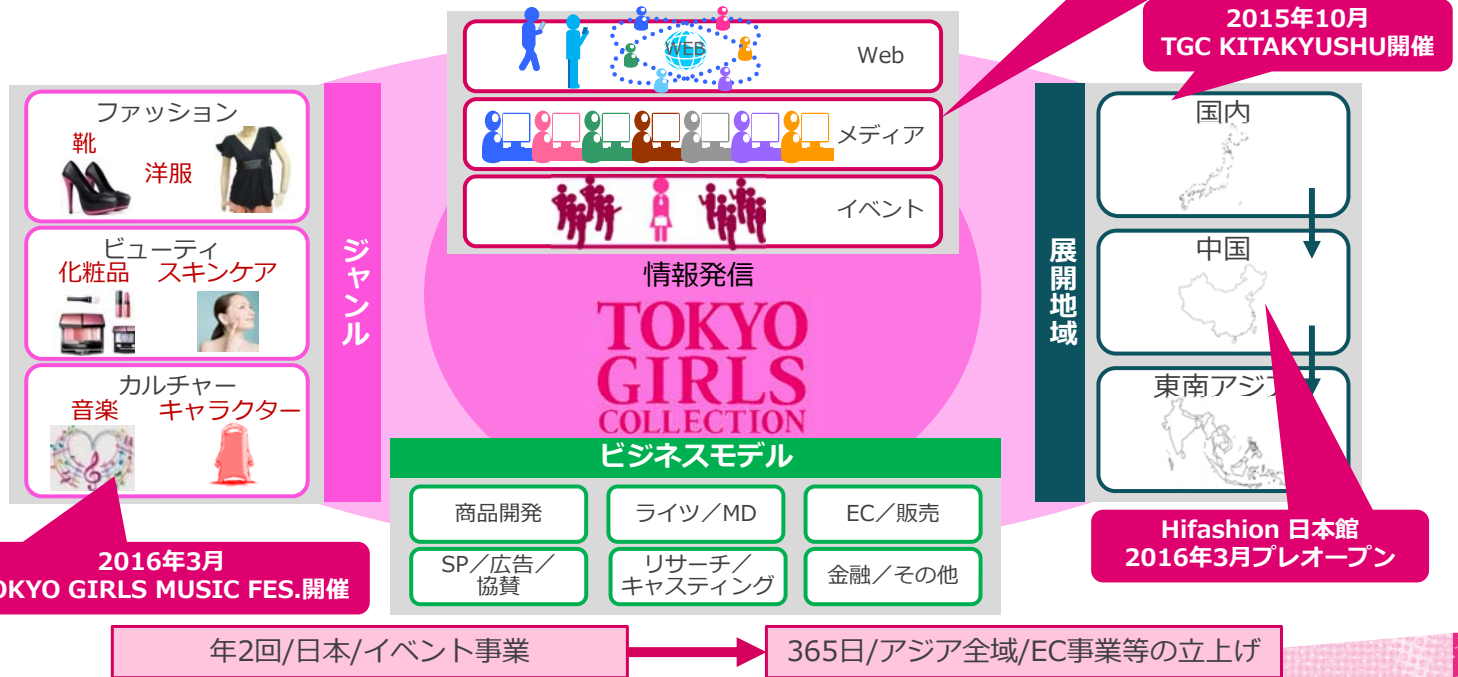 2015年10月
TGC KITAKYUSHU開催
WEB
Web
メディア
イベント
情報発信
TOKYO
GIRLS
COLLECTION
ジャンル
ファッション
靴
洋服
ビューティ
化粧品 スキンケア
カルチャー
音楽 キャラクター
2016年3月
OKYO GIRLS MUSIC FES.開催
展開地域
国内
中国
東南アジア
Hifashion 日本館
2016年3月プレオープン
ビジネスモデル
商品開発
ライツ／MD
EC／販売
SP／広告／
協賛
リサーチ／
キャスティング
金融／その他
年2回/日本/イベント事業
365日/アジア全域/EC事業等の立上げ